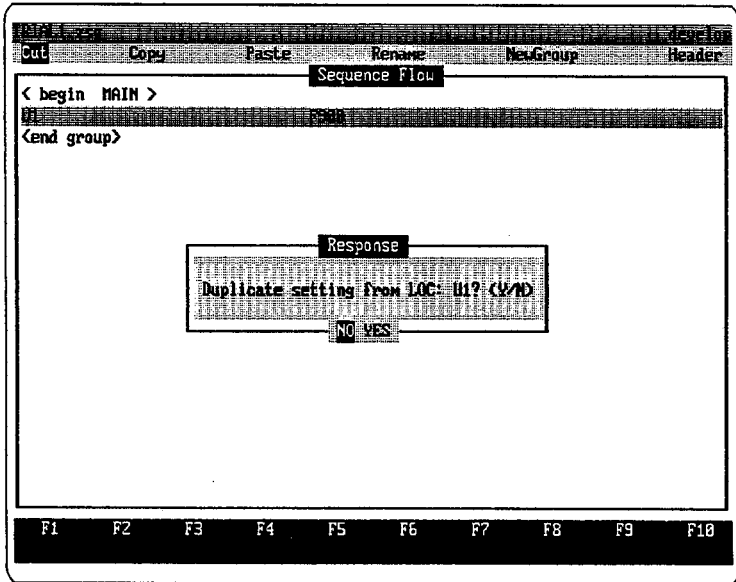 Cut Copy Paste Rename NewGroup Header
Sequence Flow
< begin MAIN >
<end group>
Response
Duplicate setting from LOC: U1? (Y/N)
NO YES
F1 F2 F3 F4 F5 F6 F7 F8 F9 F10